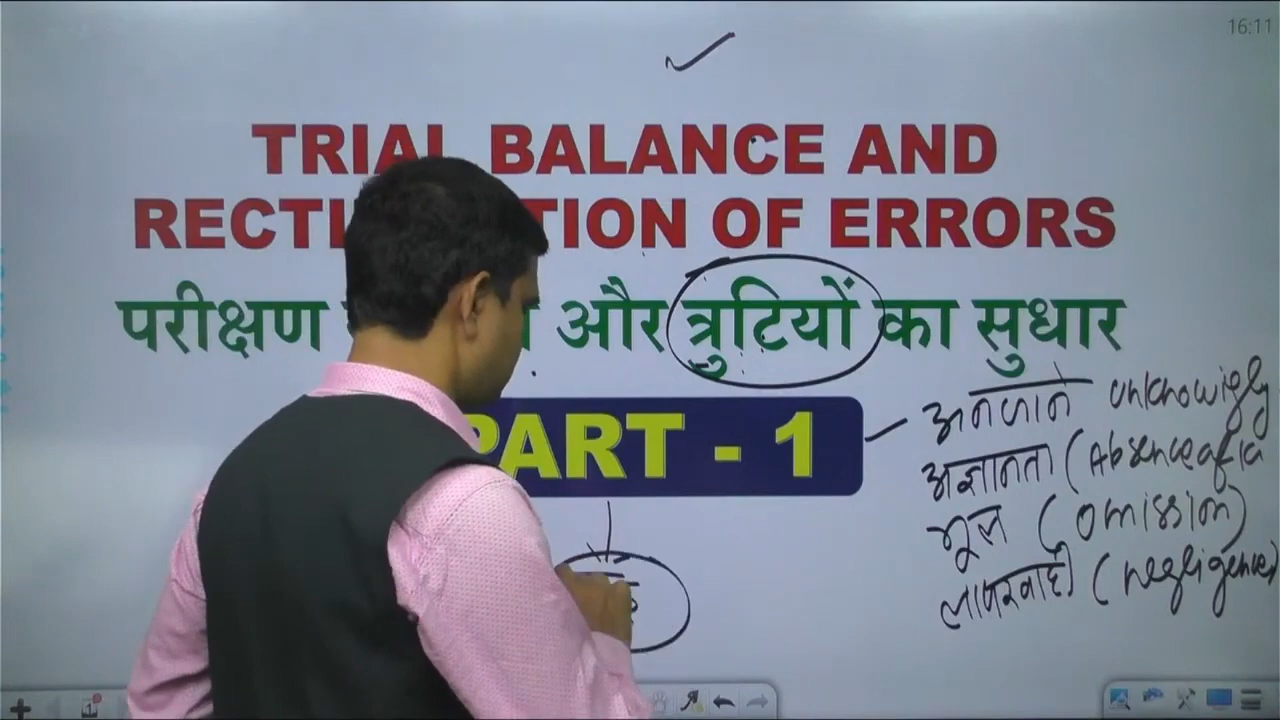 16:11
TRIAL BALANCE AND
RECTI TION OF ERRORS
परीक्षण और त्रुटियों का सुधार
PART - 1
अनजाने unknowigly
अज्ञानता (Absence of
भूल (omission)
लापरवाही (negligence)